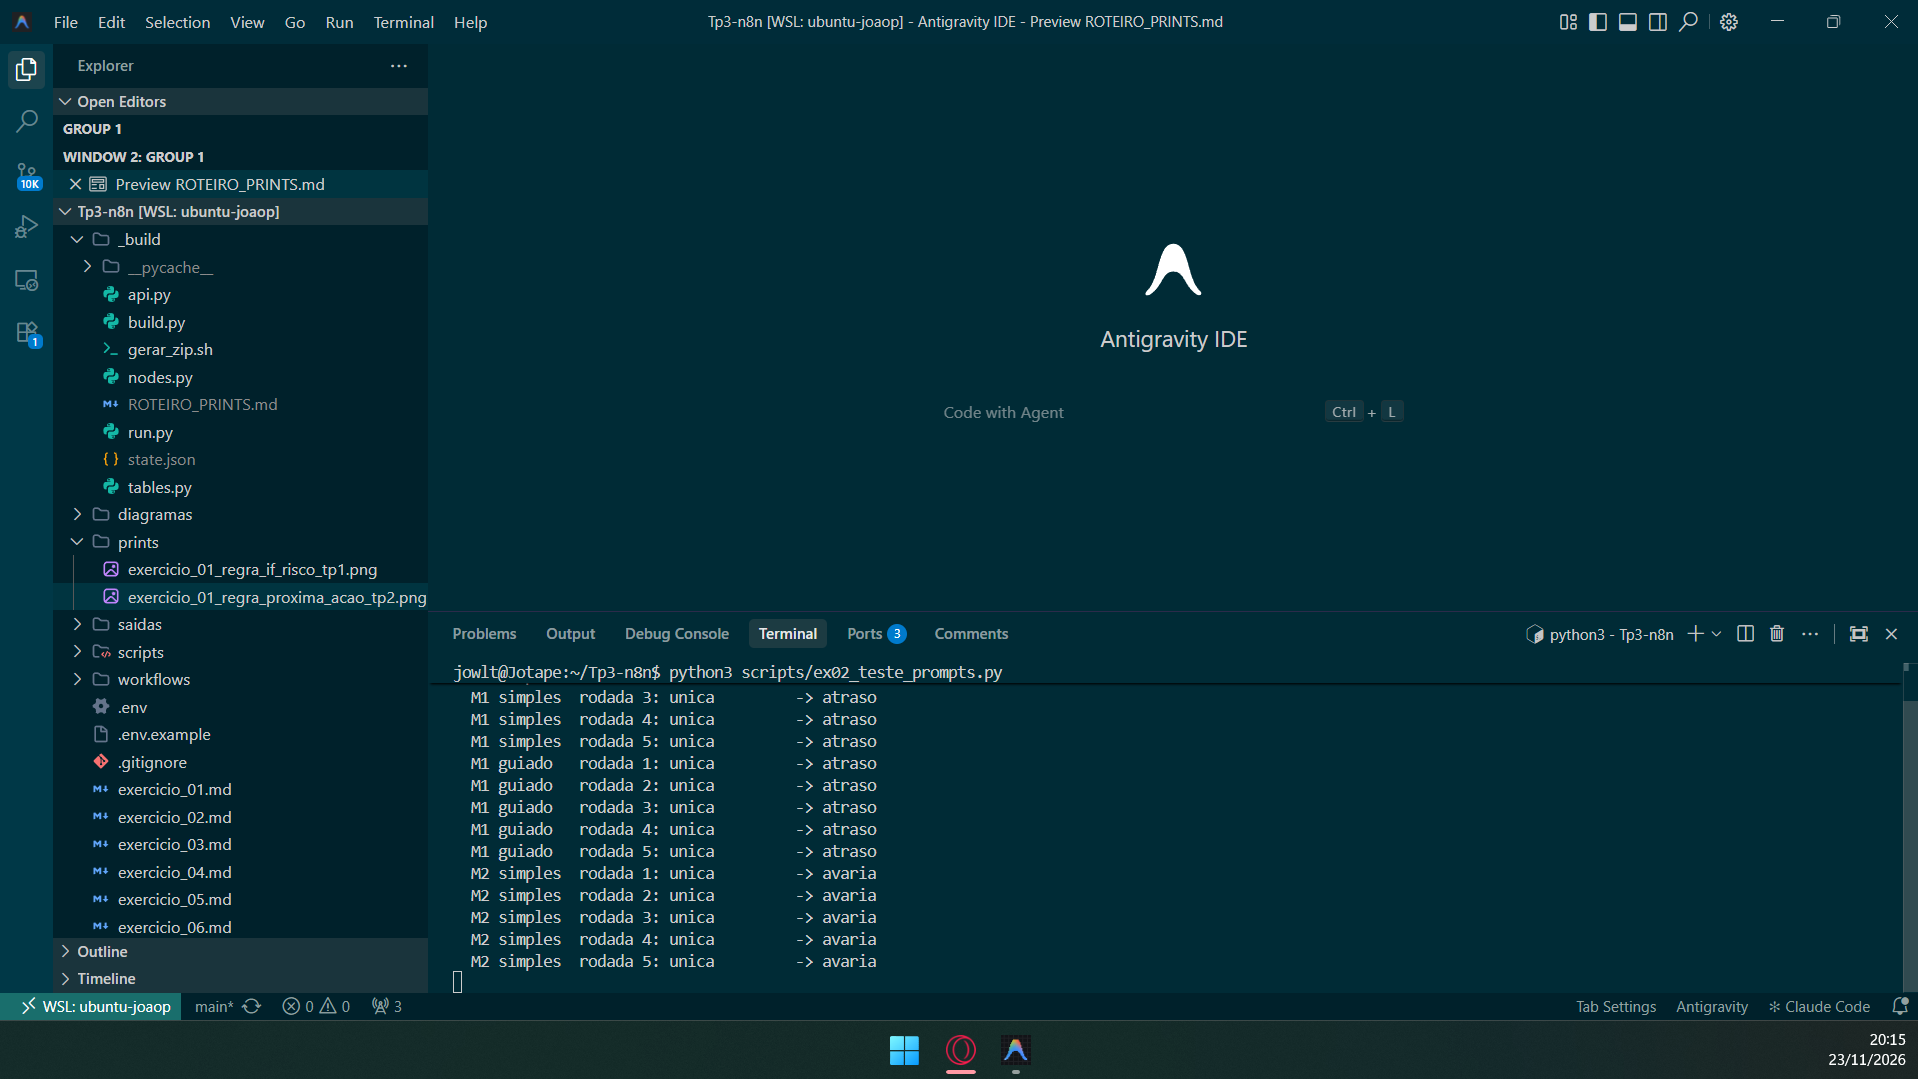 File Edit Selection View Go Run Terminal Help
Tp3-n8n [WSL: ubuntu-joaop] - Antigravity IDE - Preview ROTEIRO_PRINTS.md
Explorer
Open Editors
GROUP 1
WINDOW 2: GROUP 1
Preview ROTEIRO_PRINTS.md
Tp3-n8n [WSL: ubuntu-joaop]
_build
__pycache__
api.py
build.py
gerar_zip.sh
nodes.py
ROTEIRO_PRINTS.md
run.py
state.json
tables.py
diagramas
prints
exercicio_01_regra_if_risco_tp1.png
exercicio_01_regra_proxima_acao_tp2.png
saidas
scripts
workflows
.env
.env.example
.gitignore
exercicio_01.md
exercicio_02.md
exercicio_03.md
exercicio_04.md
exercicio_05.md
exercicio_06.md
Outline
Timeline
10K
1
Antigravity IDE
Code with Agent Ctrl + L
Problems Output Debug Console Terminal Ports 3 Comments
python3 - Tp3-n8n
jowlt@Jotape:~/Tp3-n8n$ python3 scripts/ex02_teste_prompts.py
M1 simples rodada 3: unica -> atraso
M1 simples rodada 4: unica -> atraso
M1 simples rodada 5: unica -> atraso
M1 guiado rodada 1: unica -> atraso
M1 guiado rodada 2: unica -> atraso
M1 guiado rodada 3: unica -> atraso
M1 guiado rodada 4: unica -> atraso
M1 guiado rodada 5: unica -> atraso
M2 simples rodada 1: unica -> avaria
M2 simples rodada 2: unica -> avaria
M2 simples rodada 3: unica -> avaria
M2 simples rodada 4: unica -> avaria
M2 simples rodada 5: unica -> avaria
WSL: ubuntu-joaop main* 0 0 3
Tab Settings Antigravity Claude Code
20:15
23/11/2026